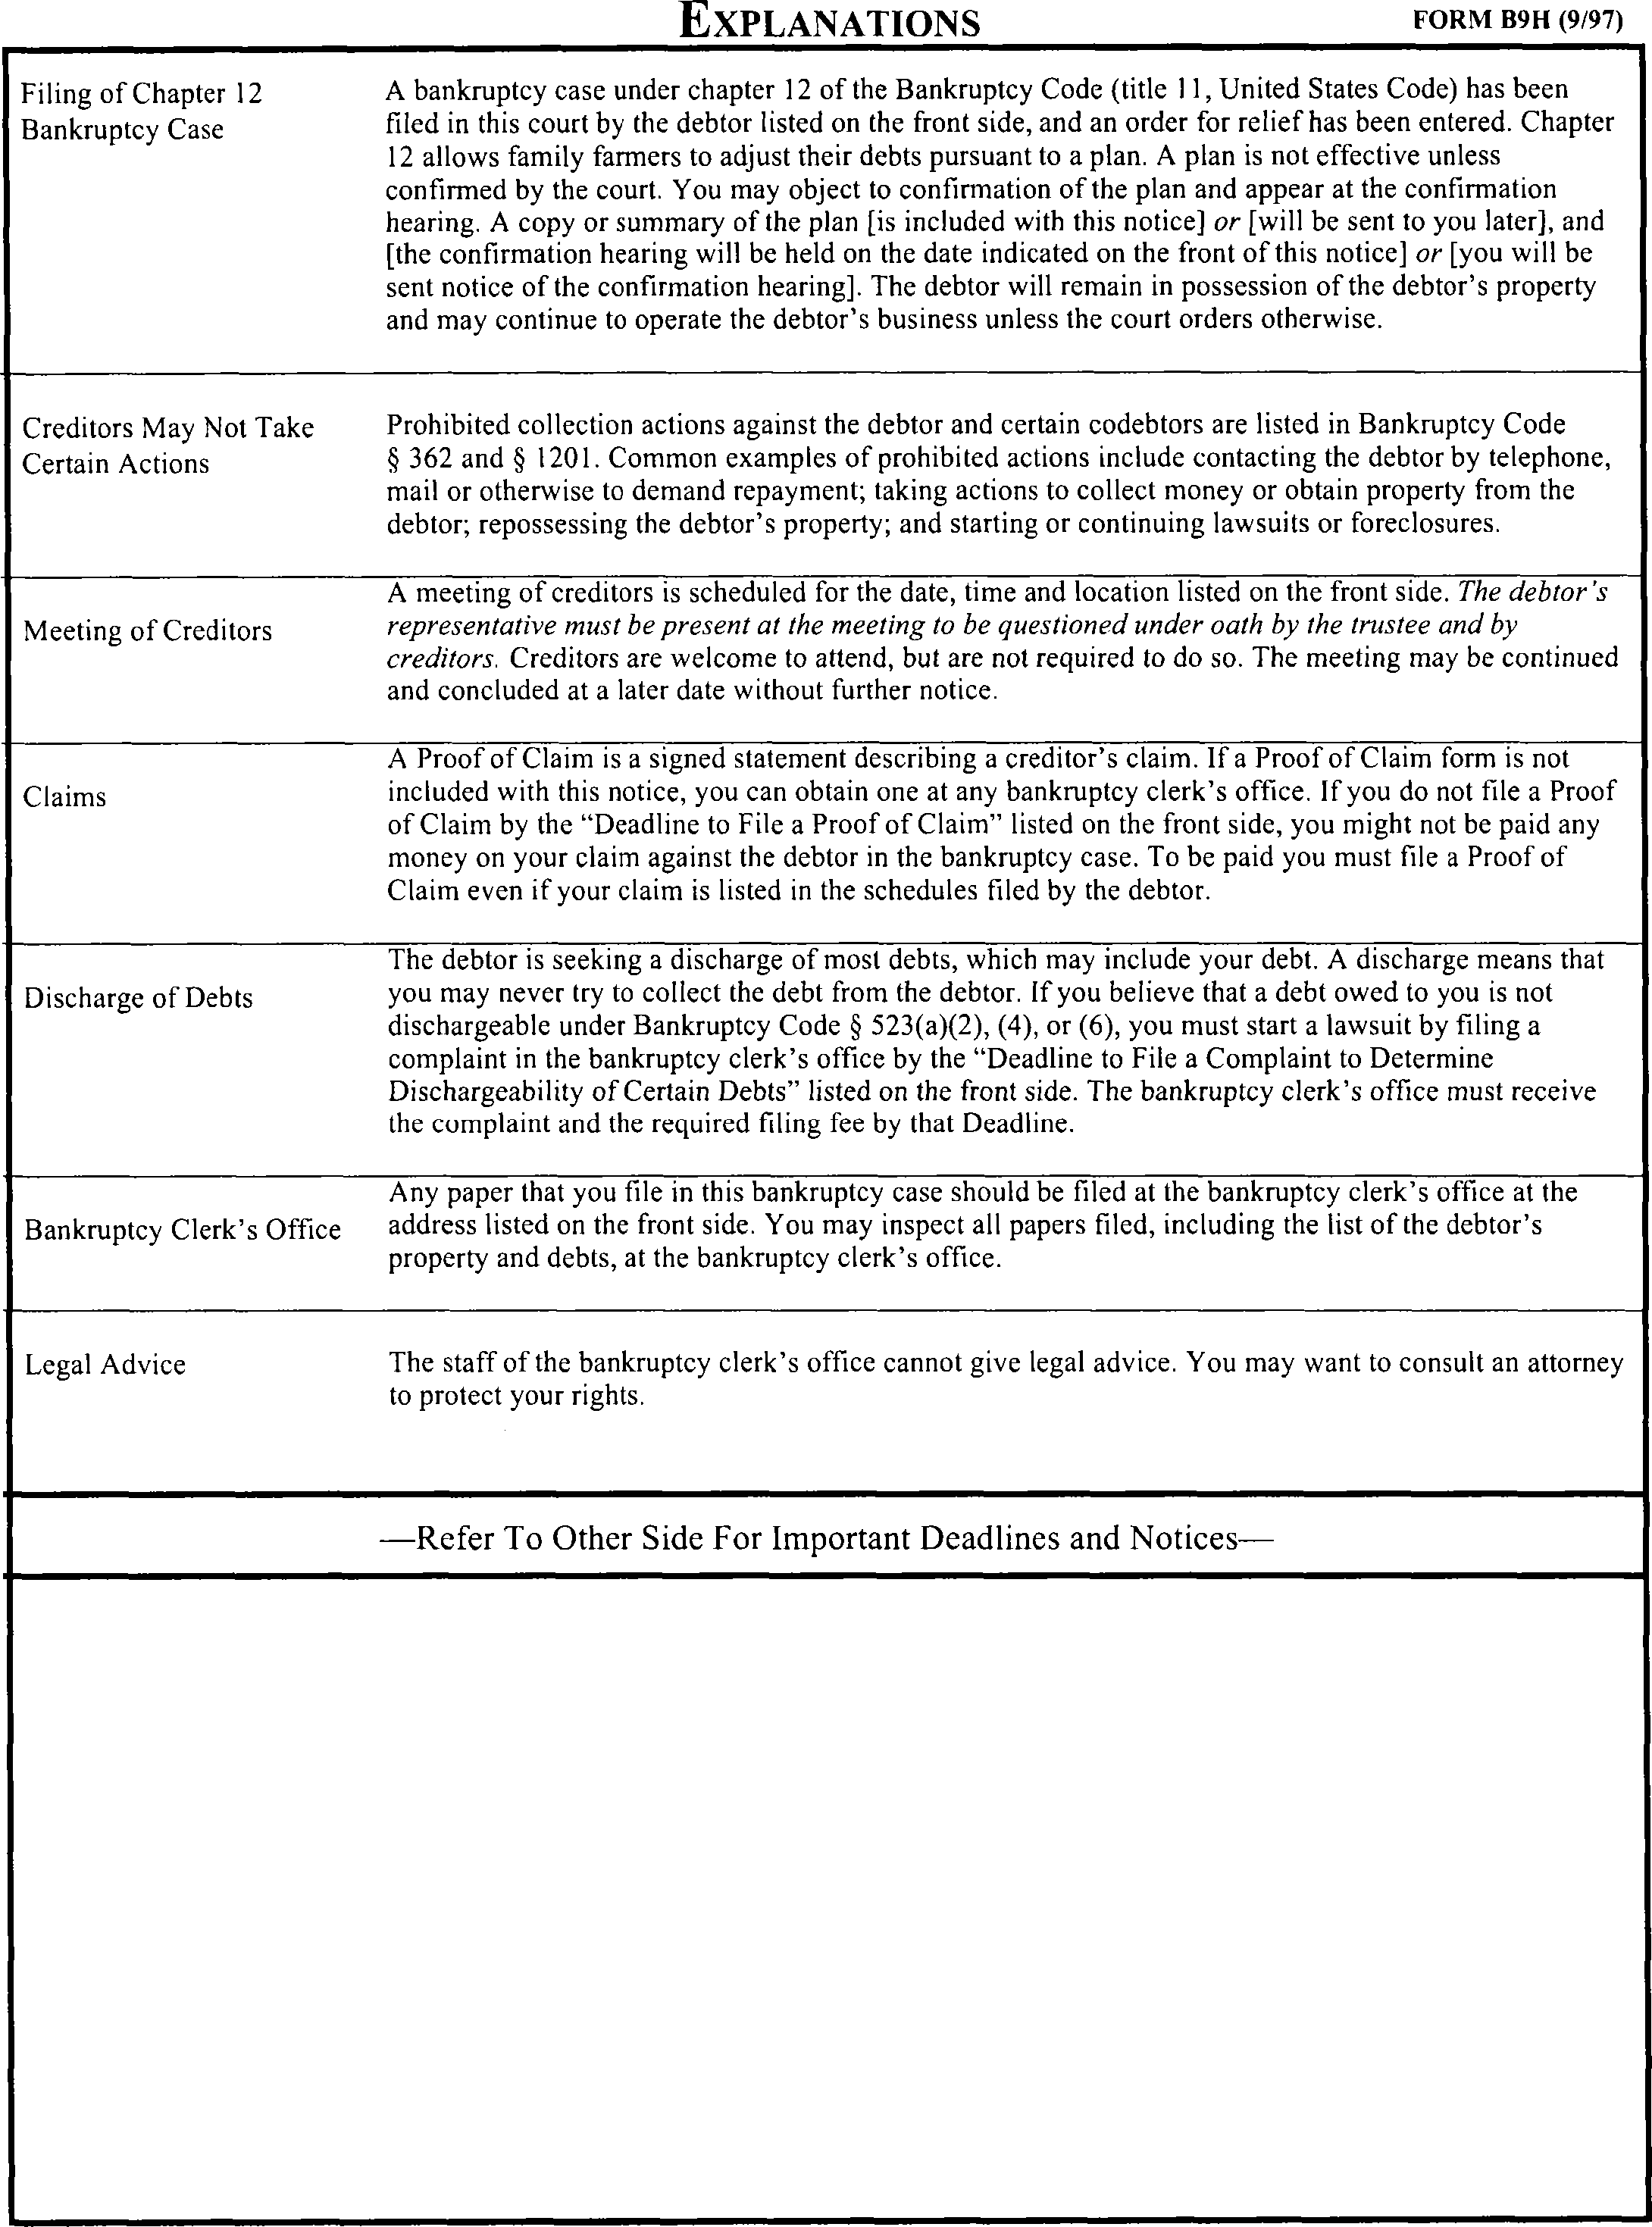 EXPLANATIONS
FORM B9H (9/97)
Filing of Chapter 12
Bankruptcy Case
A bankruptcy case under chapter 12 of the Bankruptcy Code (title 11, United States Code) has been
filed in this court by the debtor listed on the front side, and an order for relief has been entered. Chapter
12 allows family farmers to adjust their debts pursuant to a plan. A plan is not effective unless
confirmed by the court. You may object to confirmation of the plan and appear at the confirmation
hearing. A copy or summary of the plan [is included with this notice] or [will be sent to you later], and
[the confirmation hearing will be held on the date indicated on the front of this notice] or [you will be
sent notice of the confirmation hearing]. The debtor will remain in possession of the debtor's property
and may continue to operate the debtor's business unless the court orders otherwise.
Creditors May Not Take
Certain Actions
Prohibited collection actions against the debtor and certain codebtors are listed in Bankruptcy Code
§ 362 and § 1201. Common examples of prohibited actions include contacting the debtor by telephone,
mail or otherwise to demand repayment; taking actions to collect money or obtain property from the
debtor; repossessing the debtor's property; and starting or continuing lawsuits or foreclosures.
Meeting of Creditors
A meeting of creditors is scheduled for the date, time and location listed on the front side. The debtor's
representative must be present at the meeting to be questioned under oath by the trustee and by
creditors. Creditors are welcome to attend, but are not required to do so. The meeting may be continued
and concluded at a later date without further notice.
Claims
A Proof of Claim is a signed statement describing a creditor's claim. If a Proof of Claim form is not
included with this notice, you can obtain one at any bankruptcy clerk's office. If you do not file a Proof
of Claim by the "Deadline to File a Proof of Claim" listed on the front side, you might not be paid any
money on your claim against the debtor in the bankruptcy case. To be paid you must file a Proof of
Claim even if your claim is listed in the schedules filed by the debtor.
Discharge of Debts
The debtor is seeking a discharge of most debts, which may include your debt. A discharge means that
you may never try to collect the debt from the debtor. If you believe that a debt owed to you is not
dischargeable under Bankruptcy Code § 523(a)(2), (4), or (6), you must start a lawsuit by filing a
complaint in the bankruptcy clerk's office by the "Deadline to File a Complaint to Determine
Dischargeability of Certain Debts" listed on the front side. The bankruptcy clerk's office must receive
the complaint and the required filing fee by that Deadline.
Bankruptcy Clerk's Office
Any paper that you file in this bankruptcy case should be filed at the bankruptcy clerk's office at the
address listed on the front side. You may inspect all papers filed, including the list of the debtor's
property and debts, at the bankruptcy clerk's office.
Legal Advice
The staff of the bankruptcy clerk's office cannot give legal advice. You may want to consult an attorney
to protect your rights.
—Refer To Other Side For Important Deadlines and Notices—